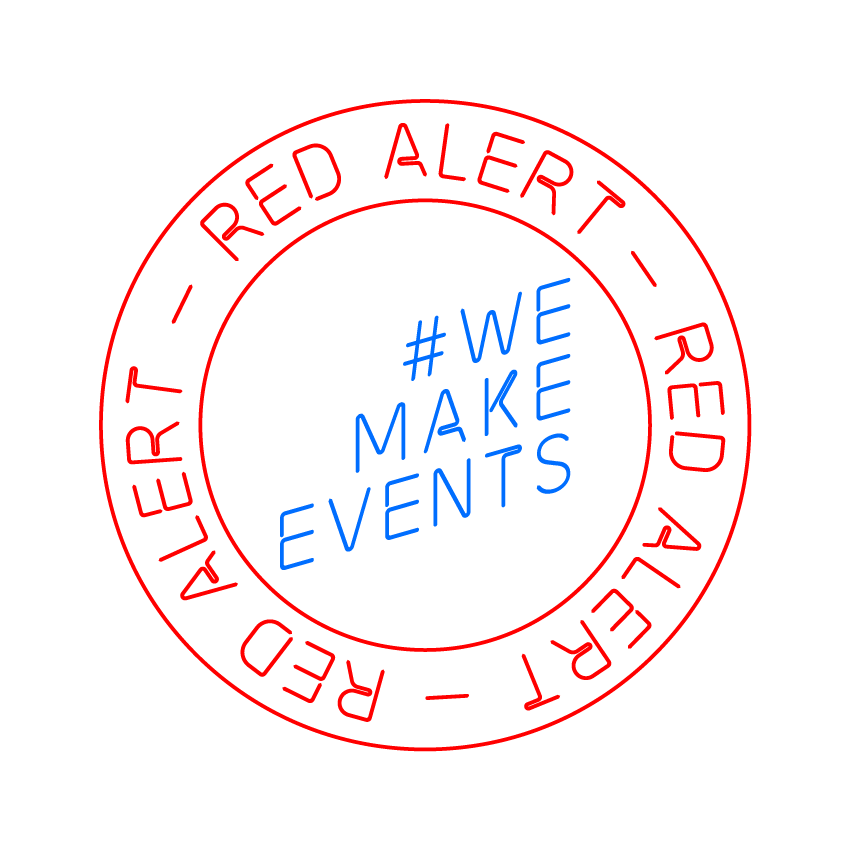 RED ALERT – RED ALERT – RED ALERT –
#WE
MAKE
EVENTS